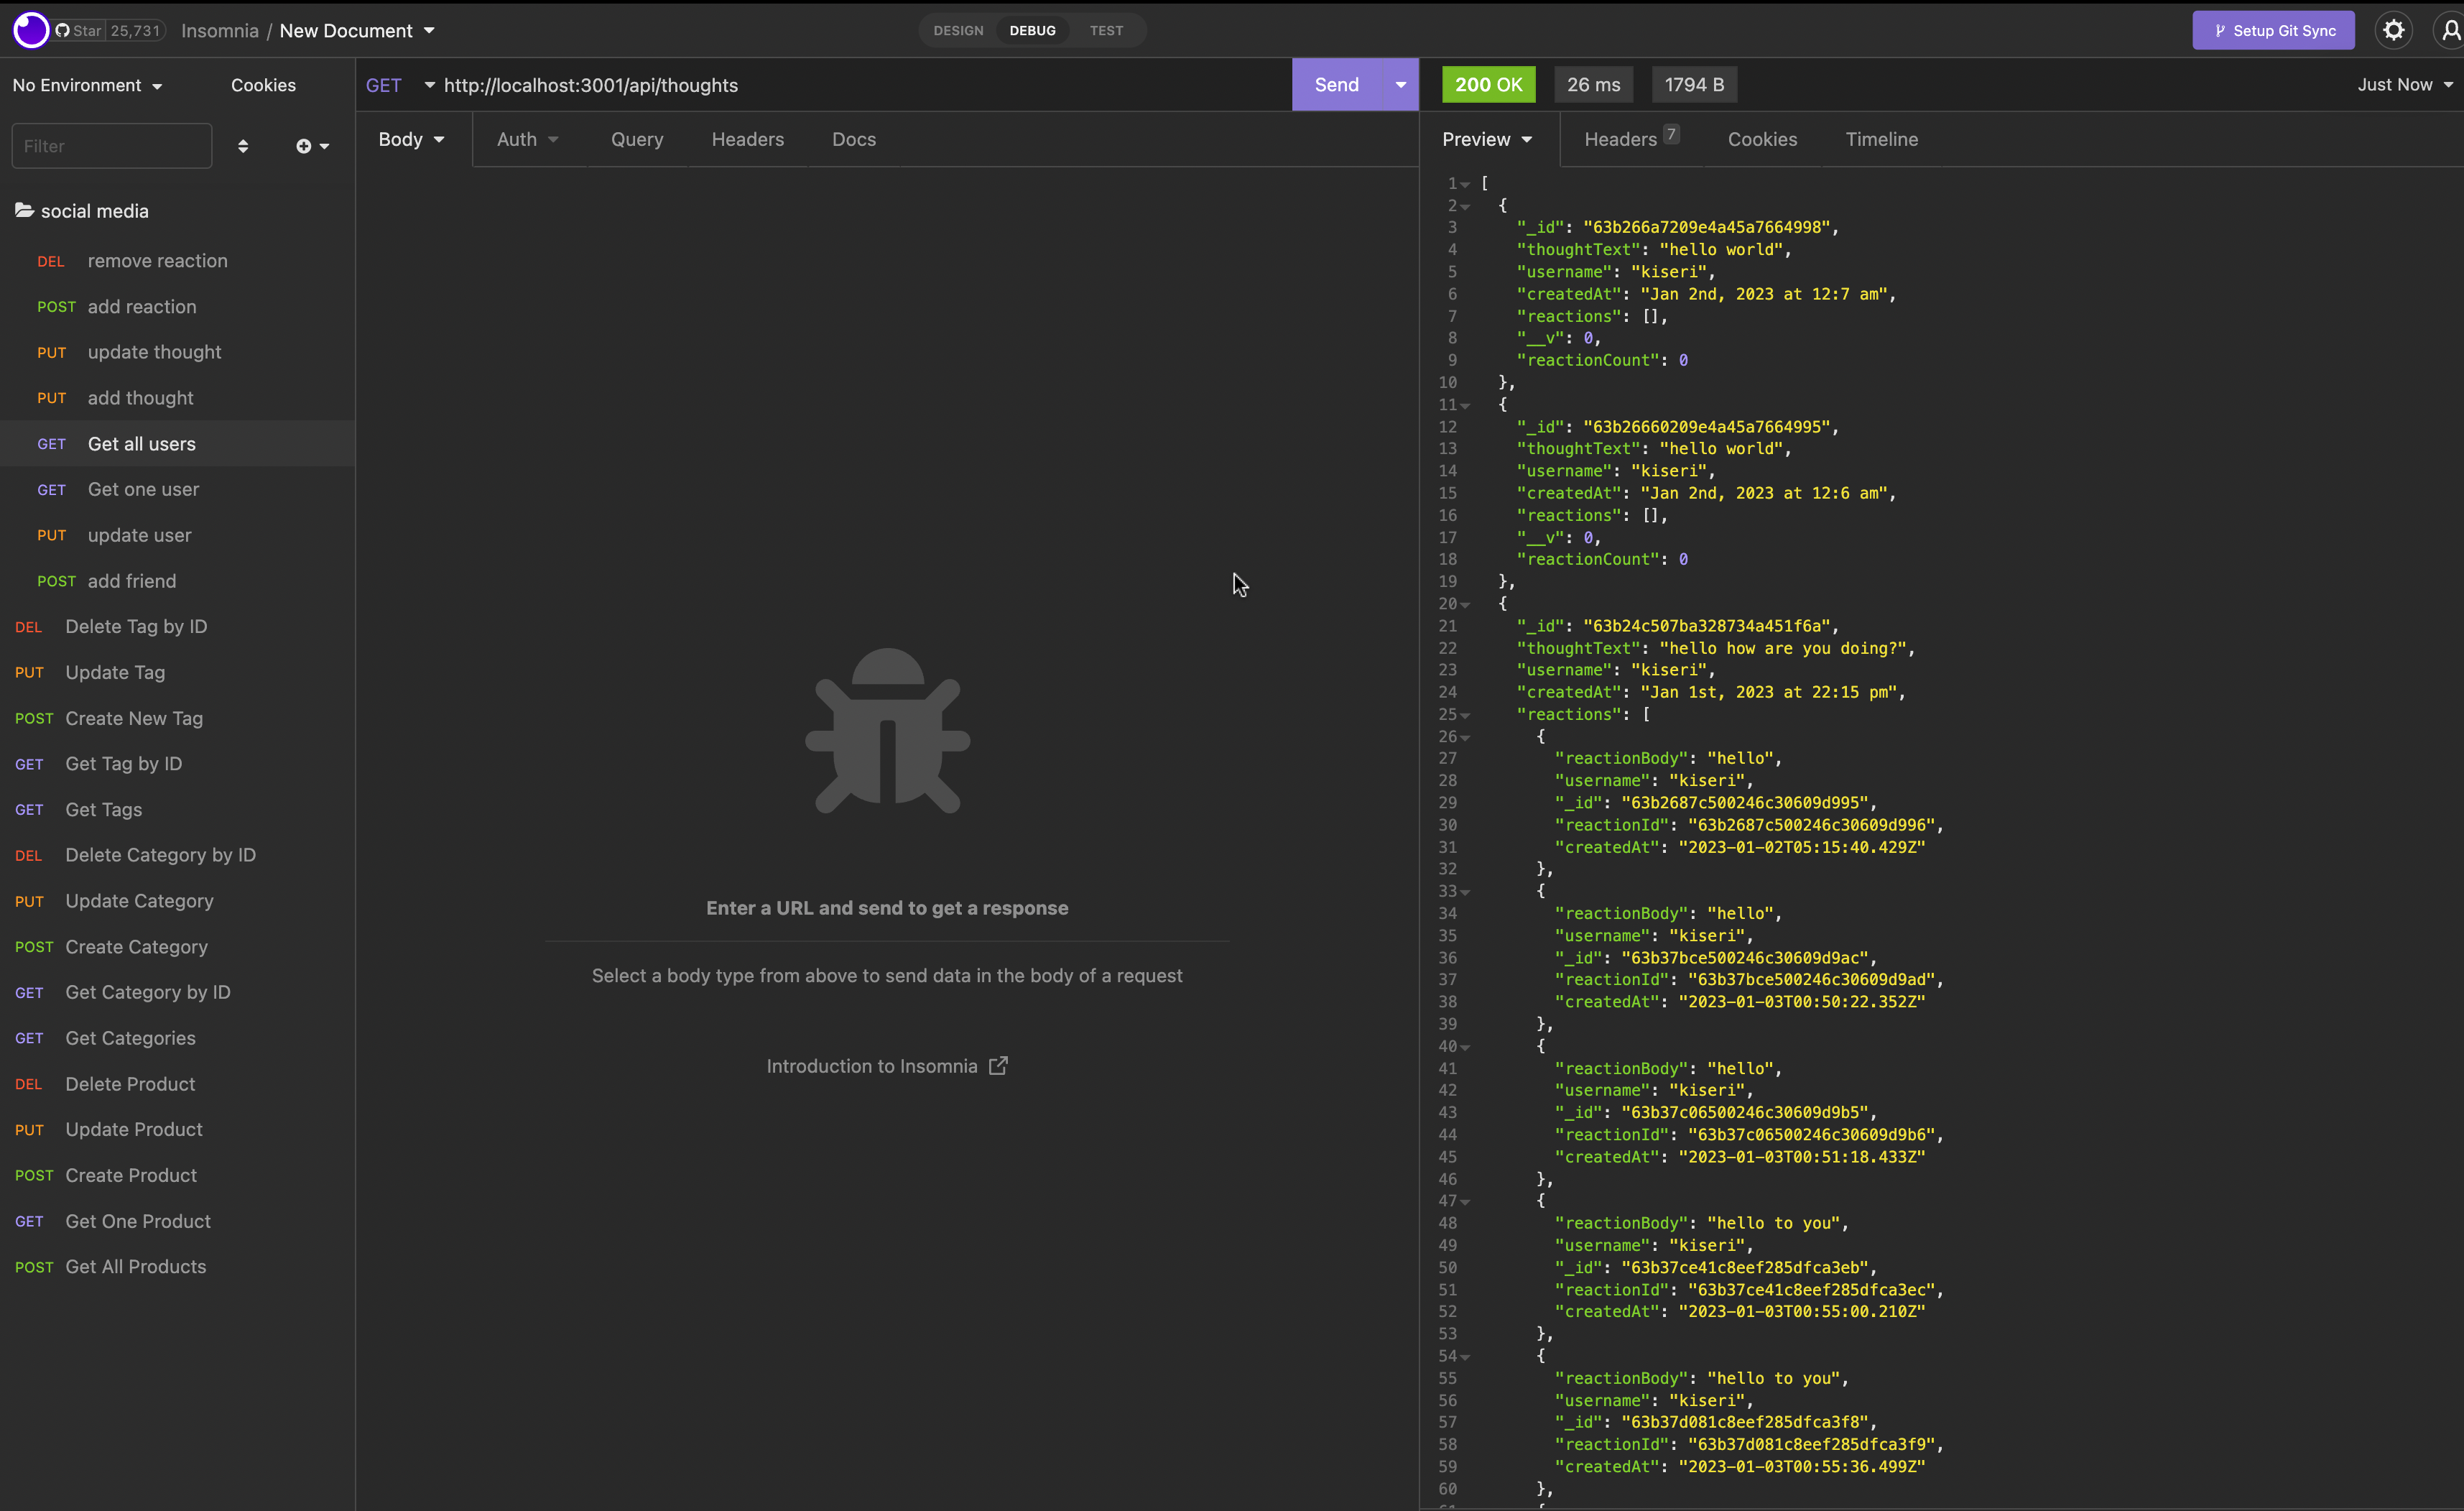 Star 25,731 Insomnia / New Document DESIGN DEBUG TEST Setup Git Sync
No Environment Cookies
Filter
social media
DEL remove reaction
POST add reaction
PUT update thought
PUT add thought
GET Get all users
GET Get one user
PUT update user
POST add friend
DEL Delete Tag by ID
PUT Update Tag
POST Create New Tag
GET Get Tag by ID
GET Get Tags
DEL Delete Category by ID
PUT Update Category
POST Create Category
GET Get Category by ID
GET Get Categories
DEL Delete Product
PUT Update Product
POST Create Product
GET Get One Product
POST Get All Products
GET http://localhost:3001/api/thoughts Send
Body Auth Query Headers Docs
Enter a URL and send to get a response
Select a body type from above to send data in the body of a request
Introduction to Insomnia
200 OK 26 ms 1794 B Just Now
Preview Headers 7 Cookies Timeline
1 [
2 {
3 "_id": "63b266a7209e4a45a7664998",
4 "thoughtText": "hello world",
5 "username": "kiseri",
6 "createdAt": "Jan 2nd, 2023 at 12:7 am",
7 "reactions": [],
8 "__v": 0,
9 "reactionCount": 0
10 },
11 {
12 "_id": "63b26660209e4a45a7664995",
13 "thoughtText": "hello world",
14 "username": "kiseri",
15 "createdAt": "Jan 2nd, 2023 at 12:6 am",
16 "reactions": [],
17 "__v": 0,
18 "reactionCount": 0
19 },
20 {
21 "_id": "63b24c507ba328734a451f6a",
22 "thoughtText": "hello how are you doing?",
23 "username": "kiseri",
24 "createdAt": "Jan 1st, 2023 at 22:15 pm",
25 "reactions": [
26 {
27 "reactionBody": "hello",
28 "username": "kiseri",
29 "_id": "63b2687c500246c30609d995",
30 "reactionId": "63b2687c500246c30609d996",
31 "createdAt": "2023-01-02T05:15:40.429Z"
32 },
33 {
34 "reactionBody": "hello",
35 "username": "kiseri",
36 "_id": "63b37bce500246c30609d9ac",
37 "reactionId": "63b37bce500246c30609d9ad",
38 "createdAt": "2023-01-03T00:50:22.352Z"
39 },
40 {
41 "reactionBody": "hello",
42 "username": "kiseri",
43 "_id": "63b37c06500246c30609d9b5",
44 "reactionId": "63b37c06500246c30609d9b6",
45 "createdAt": "2023-01-03T00:51:18.433Z"
46 },
47 {
48 "reactionBody": "hello to you",
49 "username": "kiseri",
50 "_id": "63b37ce41c8eef285dfca3eb",
51 "reactionId": "63b37ce41c8eef285dfca3ec",
52 "createdAt": "2023-01-03T00:55:00.210Z"
53 },
54 {
55 "reactionBody": "hello to you",
56 "username": "kiseri",
57 "_id": "63b37d081c8eef285dfca3f8",
58 "reactionId": "63b37d081c8eef285dfca3f9",
59 "createdAt": "2023-01-03T00:55:36.499Z"
60 },